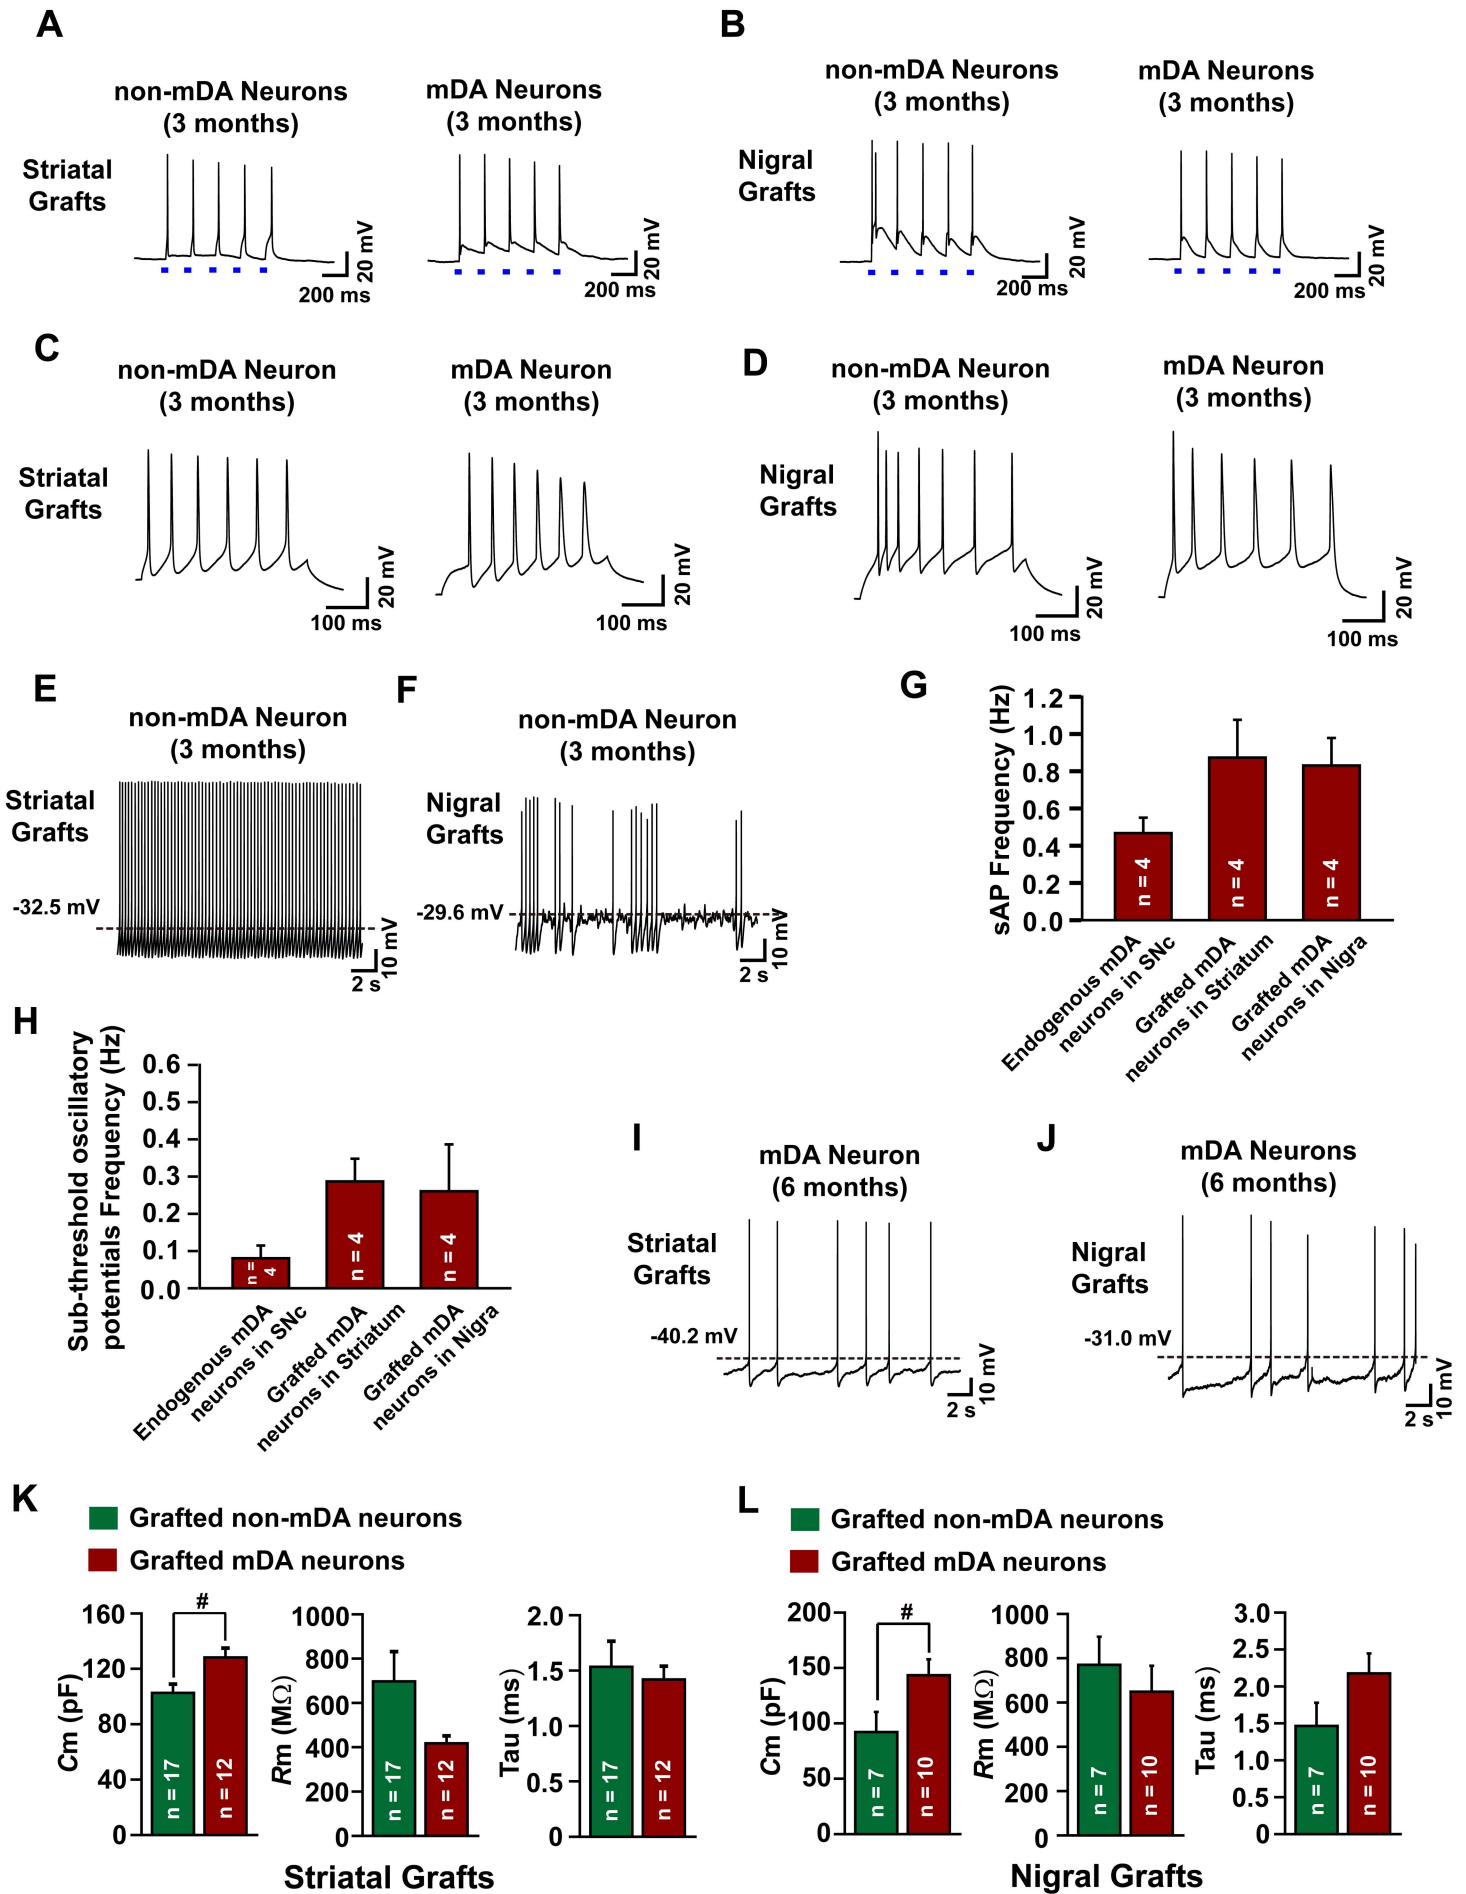 A
non-mDA Neurons
(3 months)
mDA Neurons
(3 months)
Striatal
Grafts
20 mV
200 ms
20 mV
200 ms
B
non-mDA Neurons
(3 months)
mDA Neurons
(3 months)
Nigral
Grafts
20 mV
200 ms
20 mV
200 ms
C
non-mDA Neuron
(3 months)
mDA Neuron
(3 months)
Striatal
Grafts
20 mV
100 ms
20 mV
100 ms
D
non-mDA Neuron
(3 months)
mDA Neuron
(3 months)
Nigral
Grafts
20 mV
100 ms
20 mV
100 ms
E
non-mDA Neuron
(3 months)
Striatal
Grafts
-32.5 mV
10 mV
2 s
F
non-mDA Neuron
(3 months)
Nigral
Grafts
-29.6 mV
10 mV
2 s
G
sAP Frequency (Hz)
1.2
1.0
0.8
0.6
0.4
0.2
0.0
n = 4
n = 4
n = 4
Endogenous mDA
neurons in SNc
Grafted mDA
neurons in Striatum
Grafted mDA
neurons in Nigra
H
Sub-threshold oscillatory
potentials Frequency (Hz)
0.6
0.5
0.4
0.3
0.2
0.1
0.0
n =
4
n = 4
n = 4
Endogenous mDA
neurons in SNc
Grafted mDA
neurons in Striatum
Grafted mDA
neurons in Nigra
I
mDA Neuron
(6 months)
Striatal
Grafts
-40.2 mV
10 mV
2 s
J
mDA Neurons
(6 months)
Nigral
Grafts
-31.0 mV
10 mV
2 s
K
Grafted non-mDA neurons
Grafted mDA neurons
Cm (pF)
160
120
80
40
0
#
n = 17
n = 12
Rm (MΩ)
1000
800
600
400
200
0
n = 17
n = 12
Tau (ms)
2.0
1.5
1.0
0.5
0
n = 17
n = 12
Striatal Grafts
L
Grafted non-mDA neurons
Grafted mDA neurons
Cm (pF)
200
150
100
50
0
#
n = 7
n = 10
Rm (MΩ)
1000
800
600
400
200
0
n = 7
n = 10
Tau (ms)
3.0
2.5
2.0
1.5
1.0
0.5
0
n = 7
n = 10
Nigral Grafts